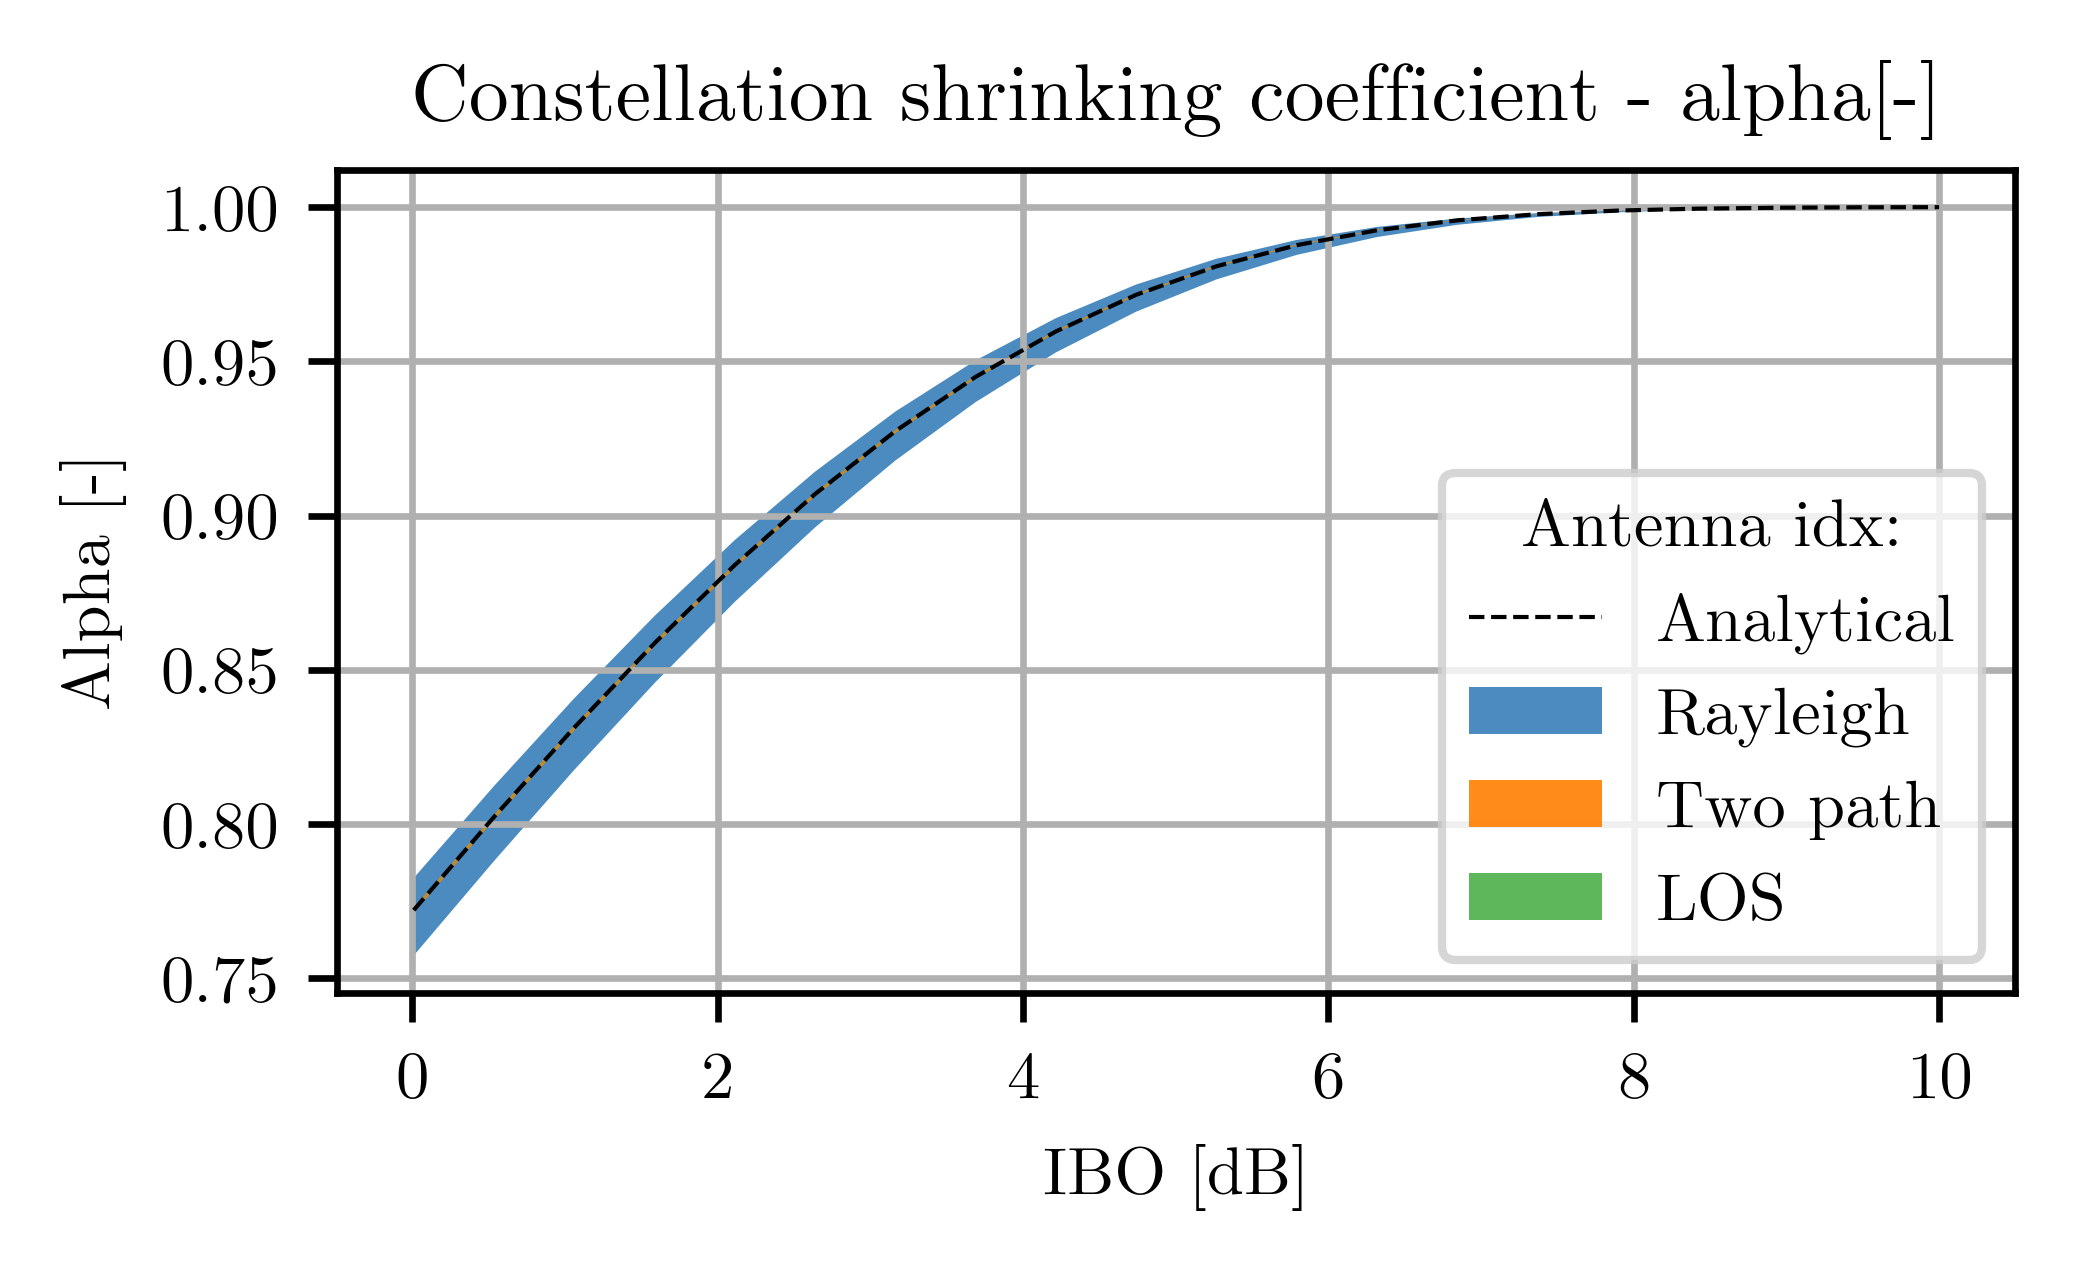 Constellation shrinking coefficient - alpha[-]
1.00
0.95
0.90
0.85
0.80
0.75
Alpha [-]
Antenna idx:
Analytical
Rayleigh
Two path
LOS
0 2 4 6 8 10
IBO [dB]